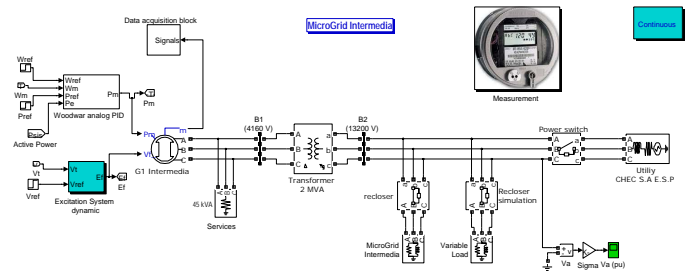 Data acquisition block
MicroGrid Intermedia
Continuous
Signals
Wref
Wref
Wm
Wm
Pref
Pref
Pe
Pm
Pm
Woodwar analog PID
Active Power
Pm
m
Vf
A
B
C
G1 Intermedia
Vt
Vref
Vt
Vref
Ef
Ef
Ef
Excitation System
dynamic
45 kVA
A B C
Services
B1
(4160 V)
A
B
C
a
b
c
Transformer
2 MVA
B2
(13200 V)
Measurement
Power switch
A
B
C
a
b
c
A
B
C
Utiliy
CHEC S.A E.S.P
recloser
a b c
A B C
Recloser
simulation
a b c
A B C
MicroGrid
Intermedia
A B C
Variable
Load
A B C
+
-
v
Va
K
Sigma
Va (pu)